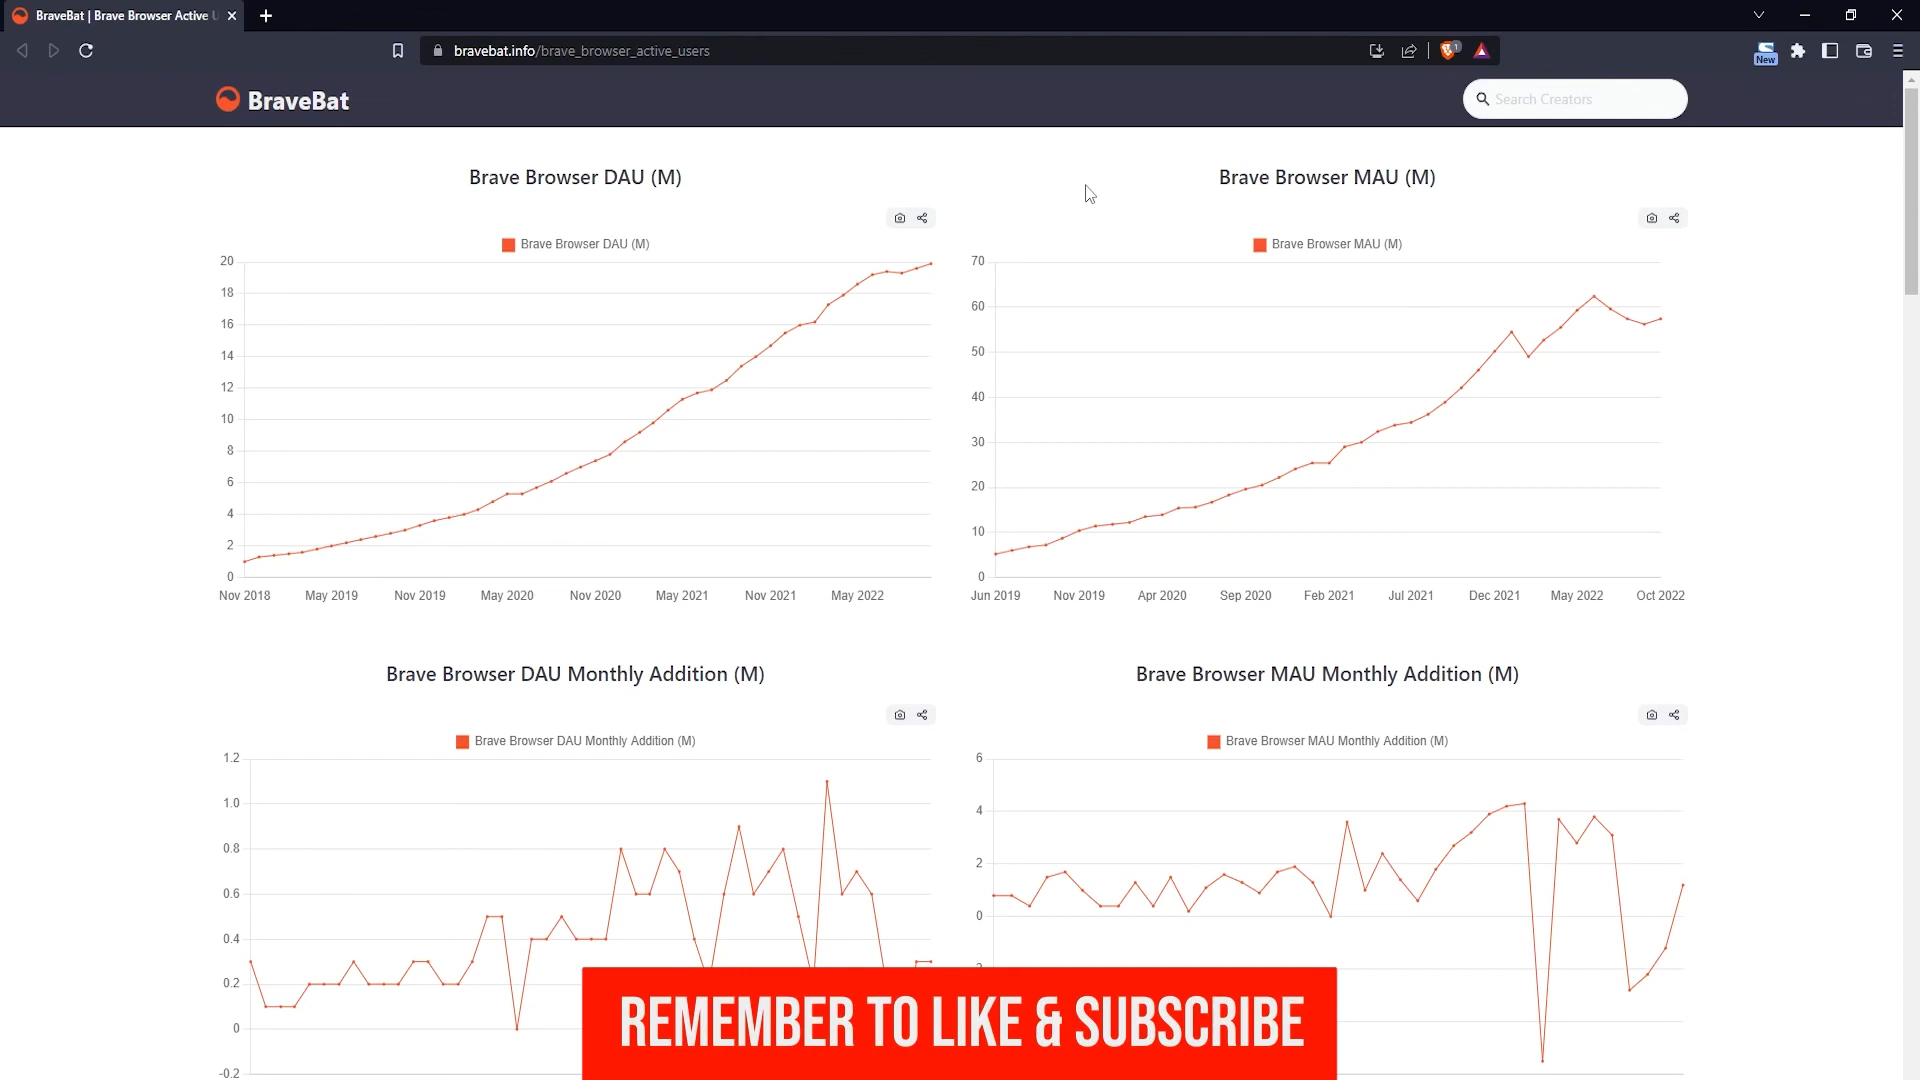 BraveBat | Brave Browser Active U
bravebat.info/brave_browser_active_users
1
New
BraveBat
Search Creators
Brave Browser DAU (M)
Brave Browser DAU (M)
20
18
16
14
12
10
8
6
4
2
0
Nov 2018 May 2019 Nov 2019 May 2020 Nov 2020 May 2021 Nov 2021 May 2022
Brave Browser MAU (M)
Brave Browser MAU (M)
70
60
50
40
30
20
10
0
Jun 2019 Nov 2019 Apr 2020 Sep 2020 Feb 2021 Jul 2021 Dec 2021 May 2022 Oct 2022
Brave Browser DAU Monthly Addition (M)
Brave Browser DAU Monthly Addition (M)
1.2
1.0
0.8
0.6
0.4
0.2
0
-0.2
Brave Browser MAU Monthly Addition (M)
Brave Browser MAU Monthly Addition (M)
6
4
2
0
REMEMBER TO LIKE & SUBSCRIBE